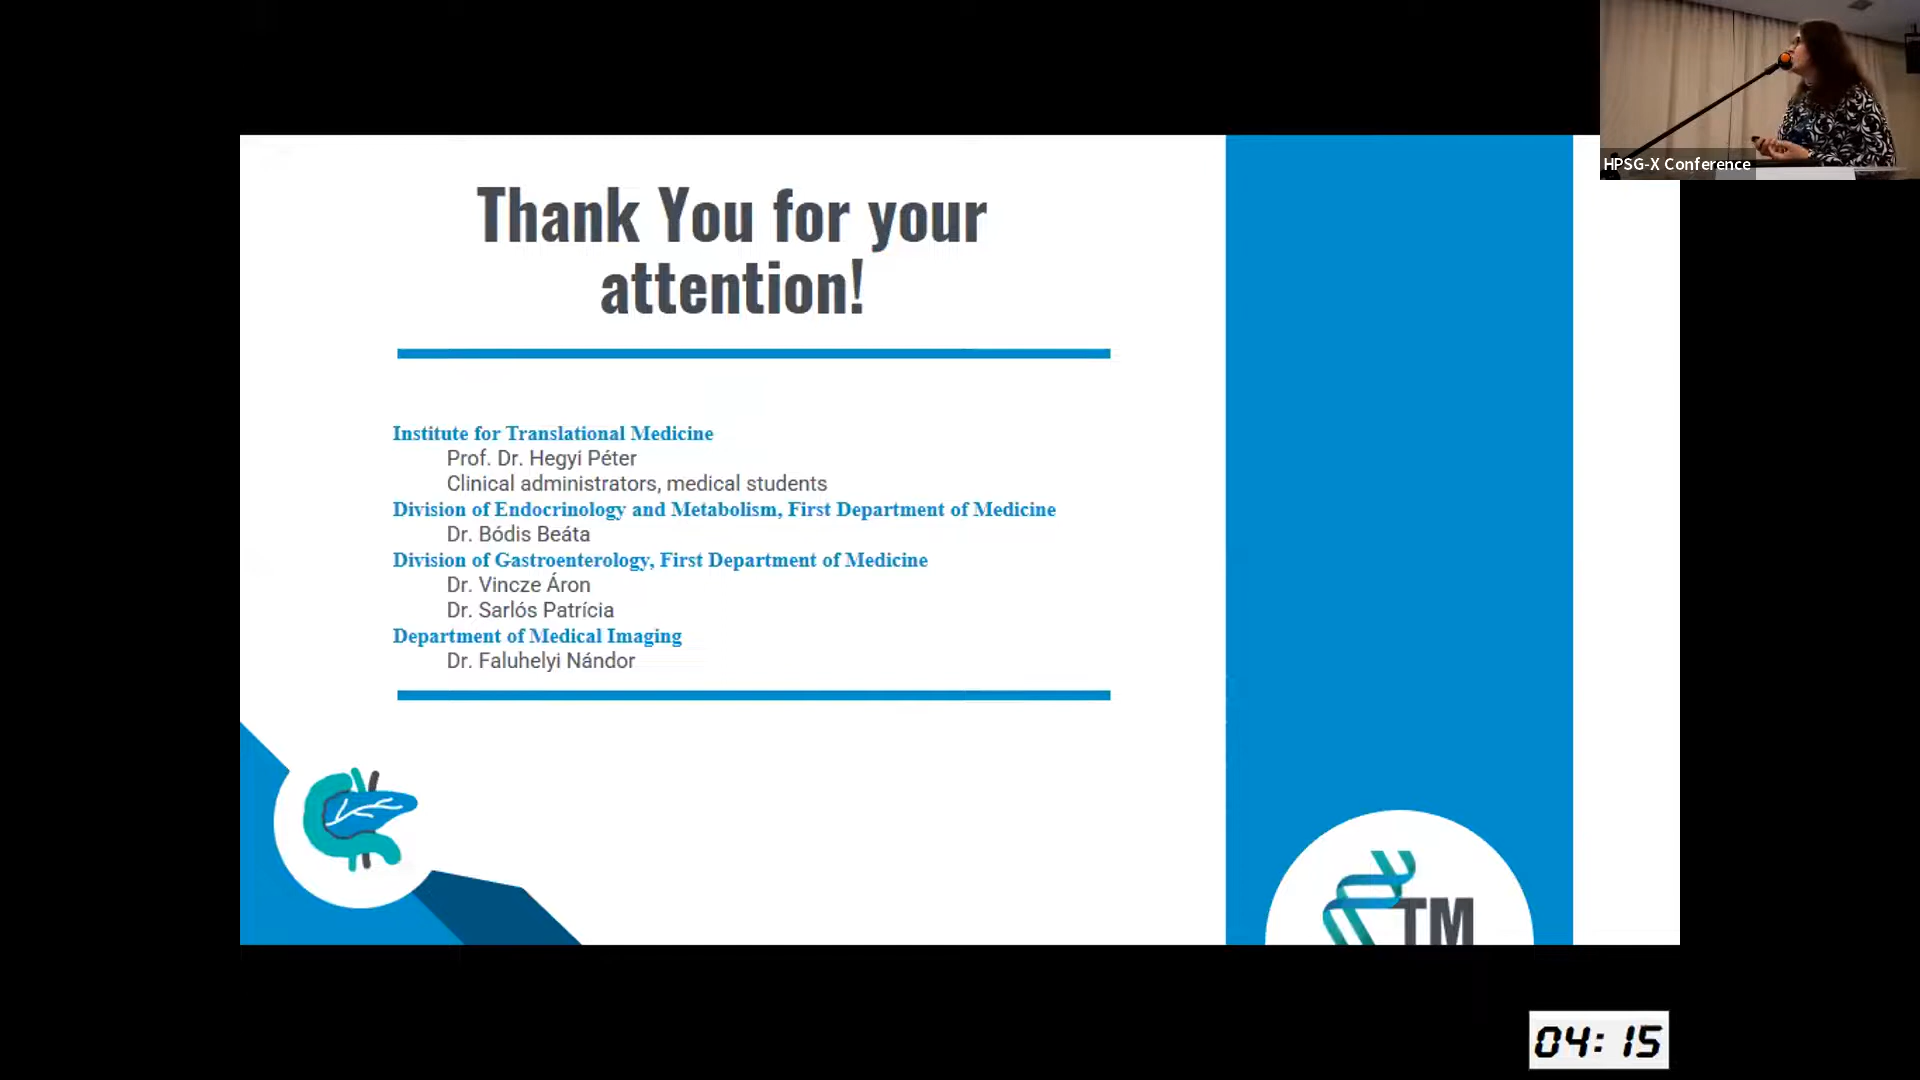 HPSG-X Conference
Thank You for your
attention!
Institute for Translational Medicine
Prof. Dr. Hegyi Péter
Clinical administrators, medical students
Division of Endocrinology and Metabolism, First Department of Medicine
Dr. Bódis Beáta
Division of Gastroenterology, First Department of Medicine
Dr. Vincze Áron
Dr. Sarlós Patrícia
Department of Medical Imaging
Dr. Faluhelyi Nándor
TM
04:15